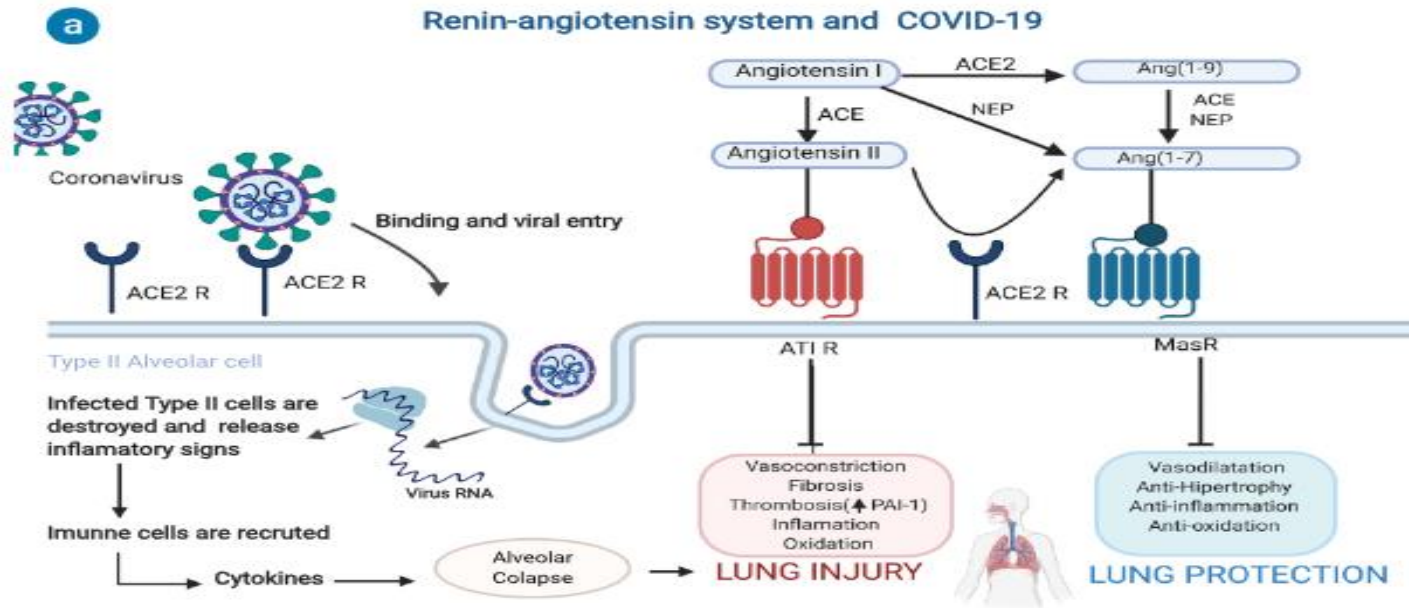 a
Renin-angiotensin system and COVID-19
Coronavirus
Binding and viral entry
ACE2 R
ACE2 R
Angiotensin I
ACE2
Ang(1-9)
ACE
NEP
ACE
NEP
Angiotensin II
Ang(1-7)
ACE2 R
Type II Alveolar cell
ATI R
MasR
Infected Type II cells are
destroyed and release
inflamatory signs
Virus RNA
Imunne cells are recruted
Cytokines
Alveolar
Colapse
Vasoconstriction
Fibrosis
Thrombosis(↑PAI-1)
Inflamation
Oxidation
LUNG INJURY
Vasodilatation
Anti-Hipertrophy
Anti-inflammation
Anti-oxidation
LUNG PROTECTION